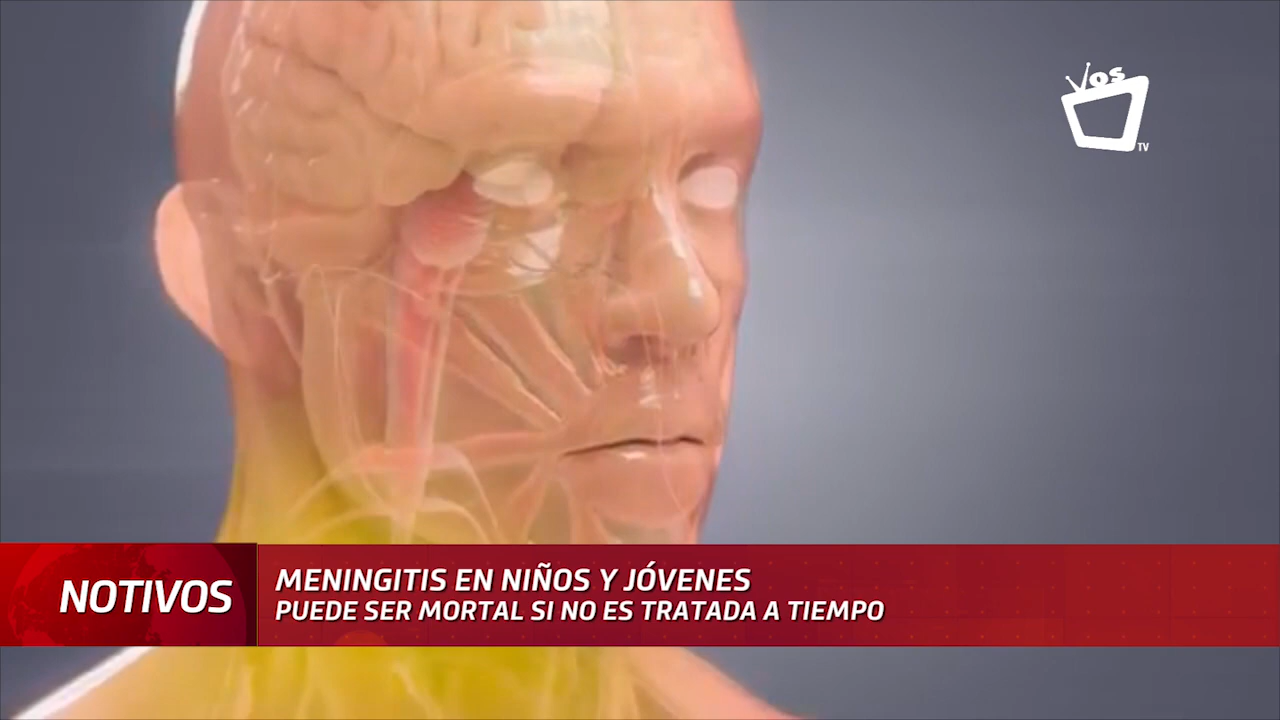 VOS
TV
NOTIVOS
MENINGITIS EN NIÑOS Y JÓVENES
PUEDE SER MORTAL SI NO ES TRATADA A TIEMPO